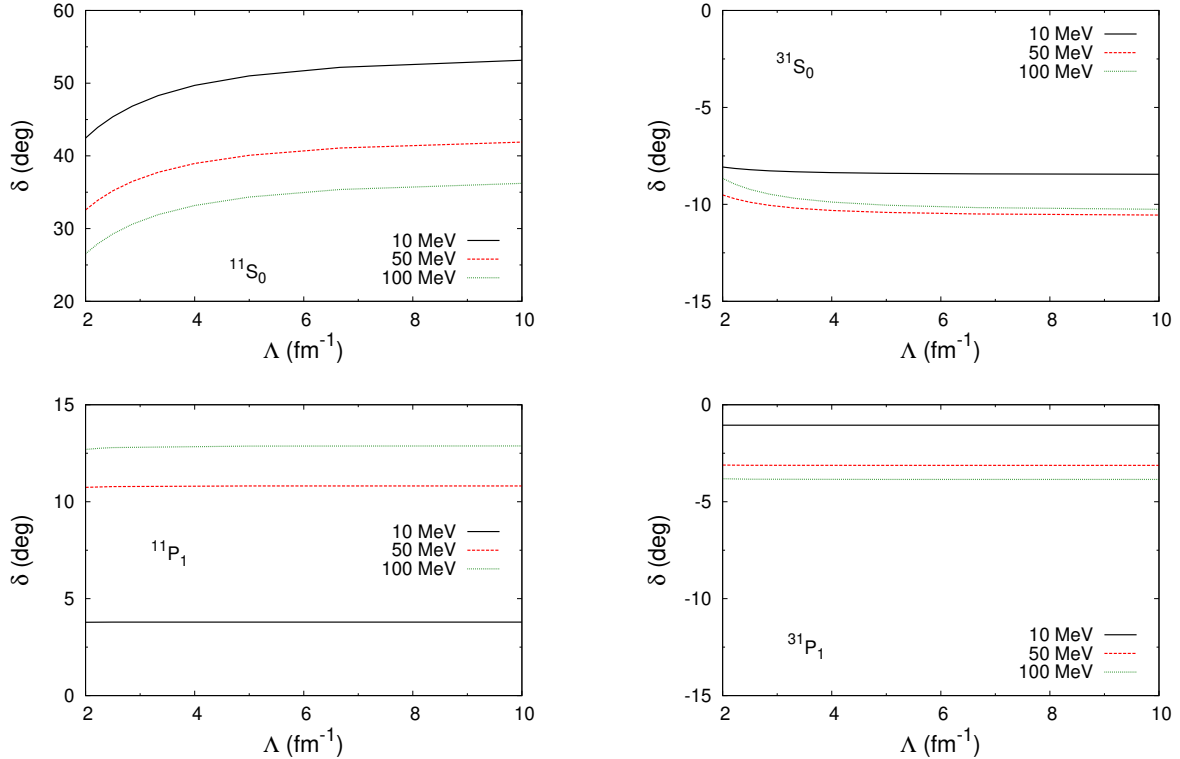 60
50
40
30
20
δ (deg)
10 MeV
50 MeV
100 MeV
¹¹S₀
2 4 6 8 10
Λ (fm⁻¹)
0
-5
-10
-15
δ (deg)
³¹S₀
10 MeV
50 MeV
100 MeV
2 4 6 8 10
Λ (fm⁻¹)
15
10
5
0
δ (deg)
¹¹P₁
10 MeV
50 MeV
100 MeV
2 4 6 8 10
Λ (fm⁻¹)
0
-5
-10
-15
δ (deg)
³¹P₁
10 MeV
50 MeV
100 MeV
2 4 6 8 10
Λ (fm⁻¹)